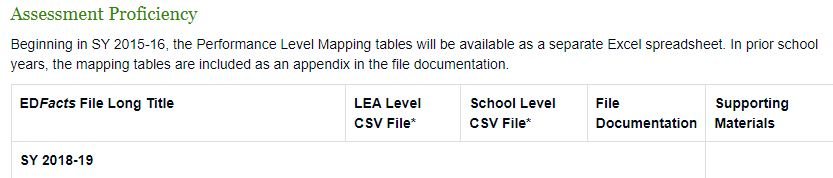 Assessment Proficiency
Beginning in SY 2015-16, the Performance Level Mapping tables will be available as a separate Excel spreadsheet. In prior school
years, the mapping tables are included as an appendix in the file documentation.
EDFacts File Long Title
LEA Level
CSV File*
School Level
CSV File*
File
Documentation
Supporting
Materials
SY 2018-19